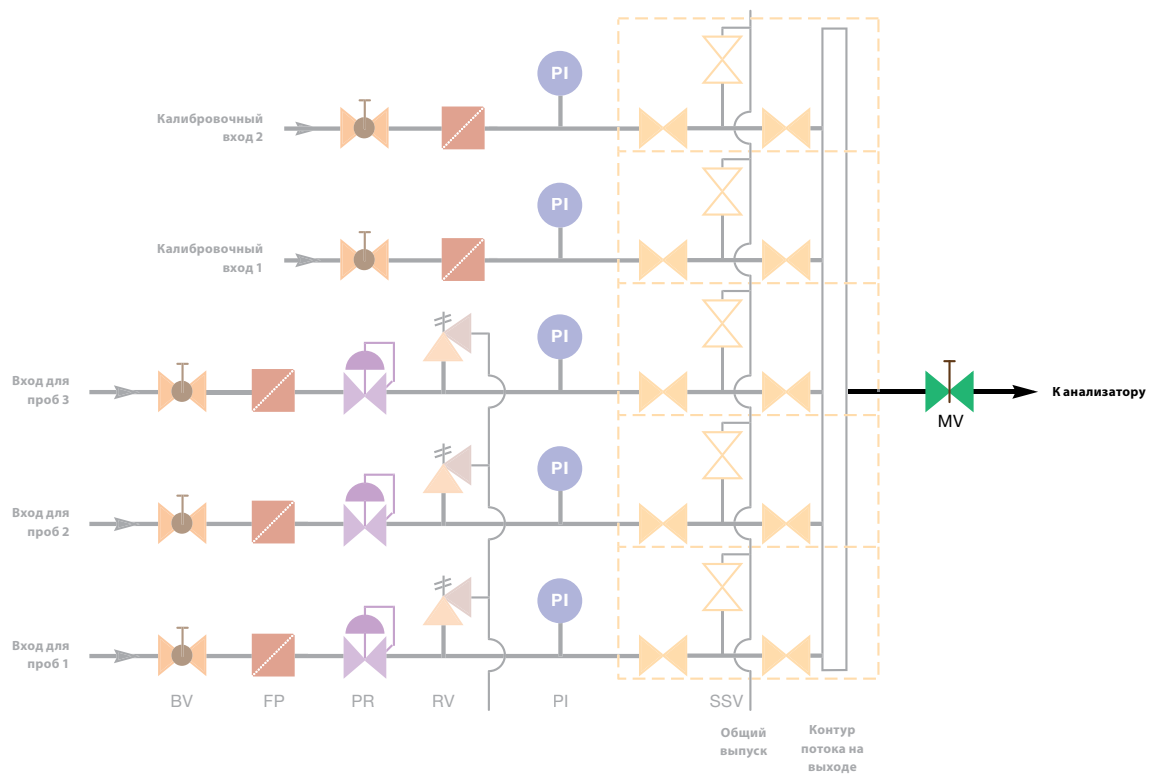 PI
Калибровочный
вход 2
PI
Калибровочный
вход 1
PI
Вход для
проб 3
К анализатору
MV
PI
Вход для
проб 2
PI
Вход для
проб 1
BV
FP
PR
RV
PI
SSV
Общий
выпуск
Контур
потока на
выходе